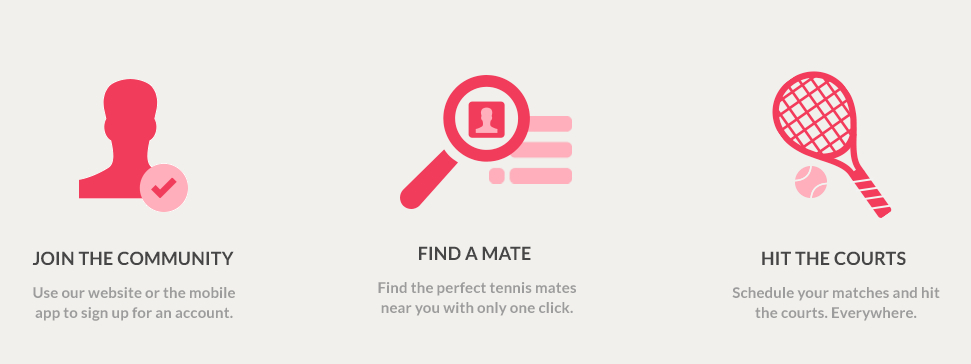 JOIN THE COMMUNITY
Use our website or the mobile
app to sign up for an account.
FIND A MATE
Find the perfect tennis mates
near you with only one click.
HIT THE COURTS
Schedule your matches and hit
the courts. Everywhere.